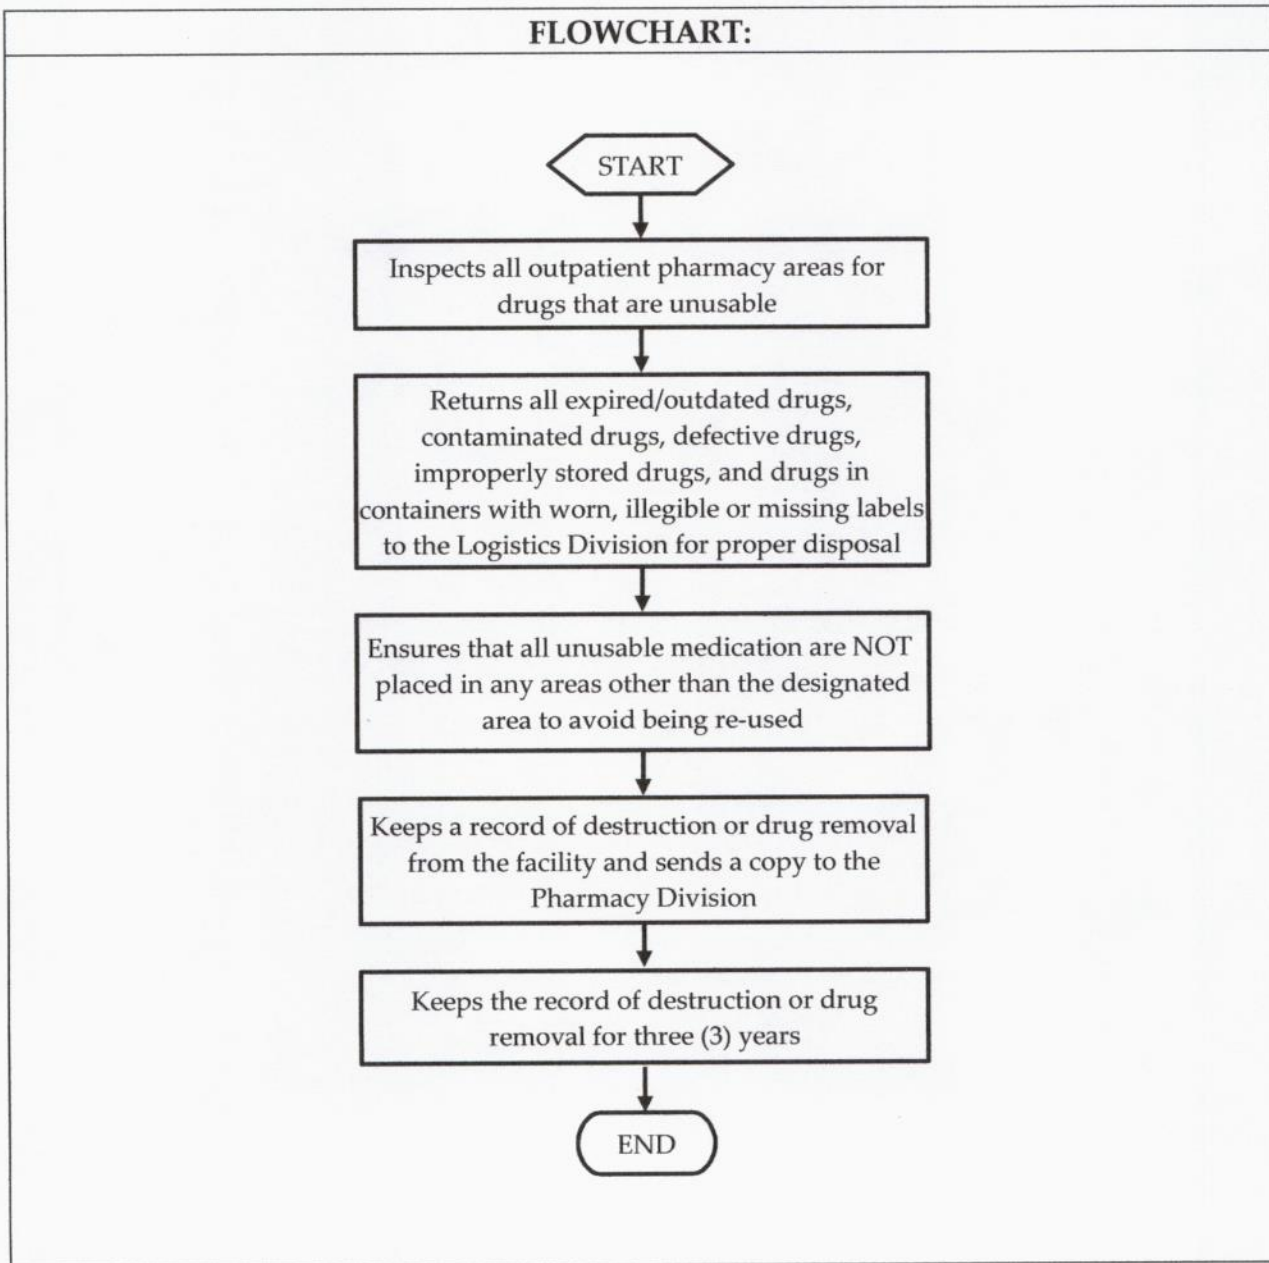 FLOWCHART:
START
Inspects all outpatient pharmacy areas for
drugs that are unusable
Returns all expired/outdated drugs,
contaminated drugs, defective drugs,
improperly stored drugs, and drugs in
containers with worn, illegible or missing labels
to the Logistics Division for proper disposal
Ensures that all unusable medication are NOT
placed in any areas other than the designated
area to avoid being re-used
Keeps a record of destruction or drug removal
from the facility and sends a copy to the
Pharmacy Division
Keeps the record of destruction or drug
removal for three (3) years
END